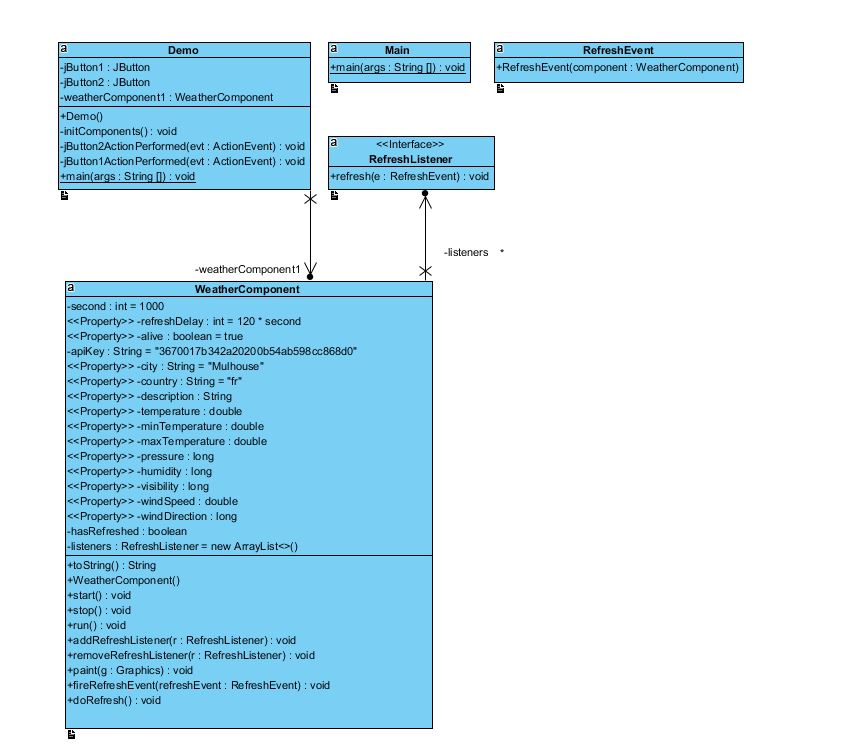 a
Demo
-jButton1 : JButton
-jButton2 : JButton
-weatherComponent1 : WeatherComponent
+Demo()
-initComponents() : void
-jButton2ActionPerformed(evt : ActionEvent) : void
-jButton1ActionPerformed(evt : ActionEvent) : void
+main(args : String []) : void
a
Main
+main(args : String []) : void
a
RefreshEvent
+RefreshEvent(component : WeatherComponent)
a
<<Interface>>
RefreshListener
+refresh(e : RefreshEvent) : void
-listeners *
-weatherComponent1
a
WeatherComponent
-second : int = 1000
<<Property>> -refreshDelay : int = 120 * second
<<Property>> -alive : boolean = true
-apiKey : String = "3670017b342a20200b54ab598cc868d0"
<<Property>> -city : String = "Mulhouse"
<<Property>> -country : String = "fr"
<<Property>> -description : String
<<Property>> -temperature : double
<<Property>> -minTemperature : double
<<Property>> -maxTemperature : double
<<Property>> -pressure : long
<<Property>> -humidity : long
<<Property>> -visibility : long
<<Property>> -windSpeed : double
<<Property>> -windDirection : long
-hasRefreshed : boolean
-listeners : RefreshListener = new ArrayList<>()
+toString() : String
+WeatherComponent()
+start() : void
+stop() : void
+run() : void
+addRefreshListener(r : RefreshListener) : void
+removeRefreshListener(r : RefreshListener) : void
+paint(g : Graphics) : void
+fireRefreshEvent(refreshEvent : RefreshEvent) : void
+doRefresh() : void